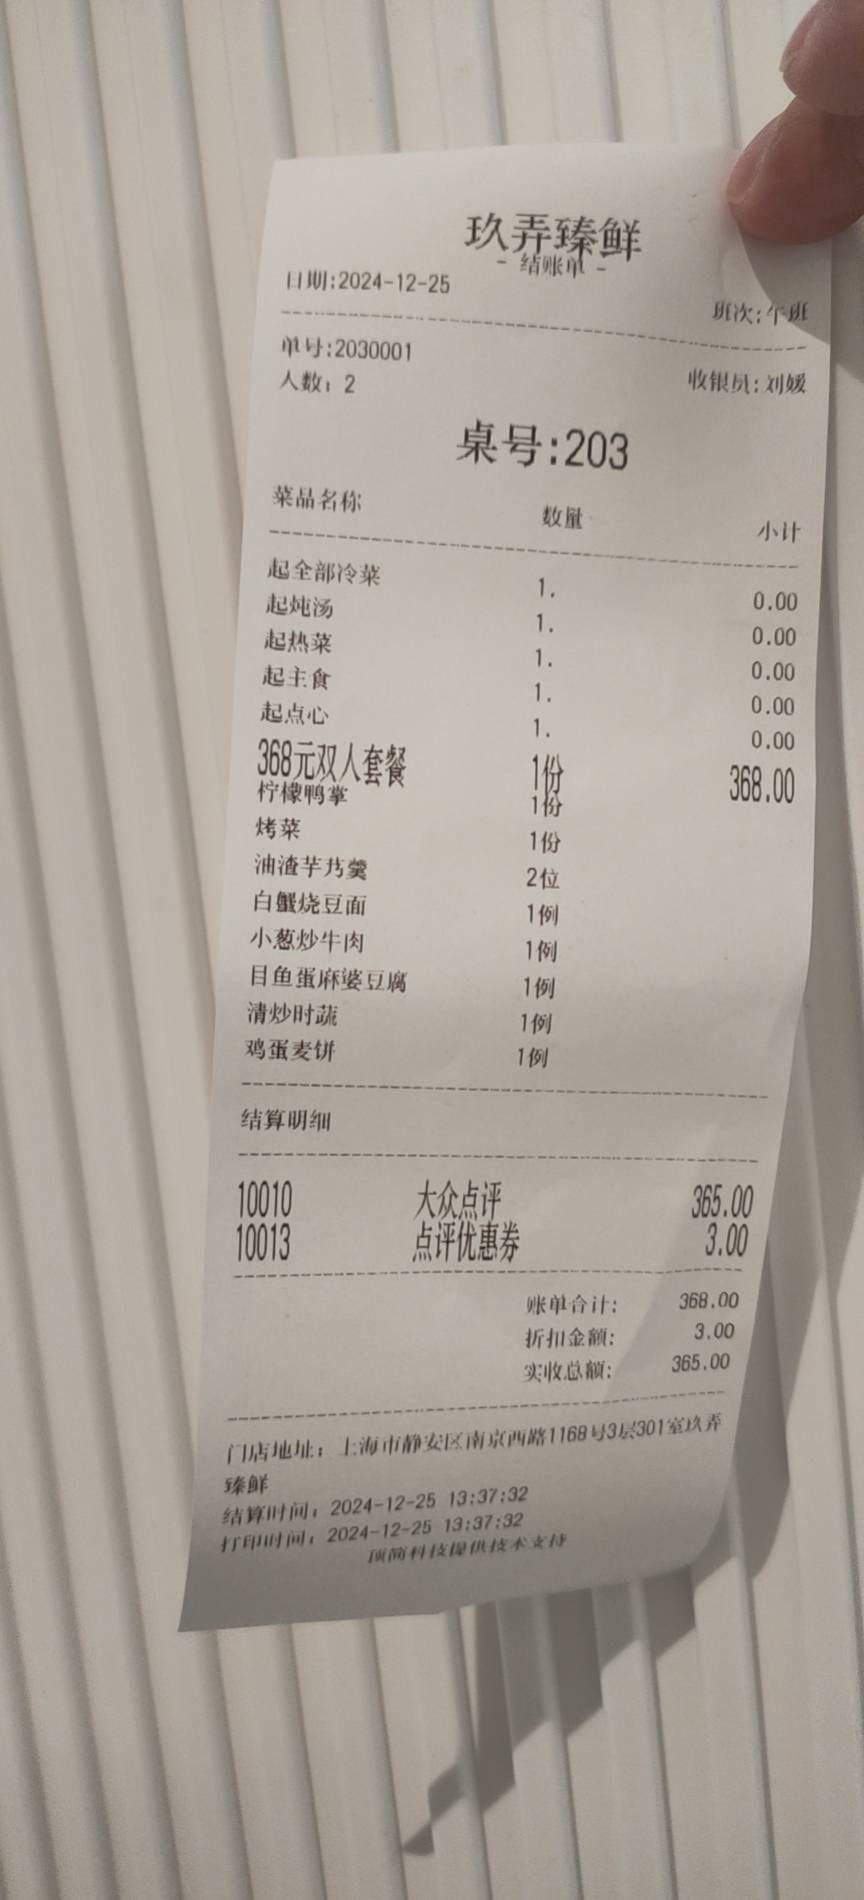 玖弄臻鲜
- 结账单 -
日期:2024-12-25
班次:午班
单号:2030001
人数: 2
收银员:刘媛
桌号:203
菜品名称 数量 小计
起全部冷菜 1. 0.00
起炖汤 1. 0.00
起热菜 1. 0.00
起主食 1. 0.00
起点心 1. 0.00
368元双人套餐 1份 368.00
柠檬鸭掌 1份
烤菜 1份
油渣芋艿羹 2位
白蟹烧豆面 1例
小葱炒牛肉 1例
目鱼蛋麻婆豆腐 1例
清炒时蔬 1例
鸡蛋麦饼 1例
结算明细
10010 大众点评 365.00
10013 点评优惠券 3.00
账单合计: 368.00
折扣金额: 3.00
实收总额: 365.00
门店地址: 上海市静安区南京西路1168号3层301室玖弄
臻鲜
结算时间: 2024-12-25 13:37:32
打印时间: 2024-12-25 13:37:32
顶简科技提供技术支持